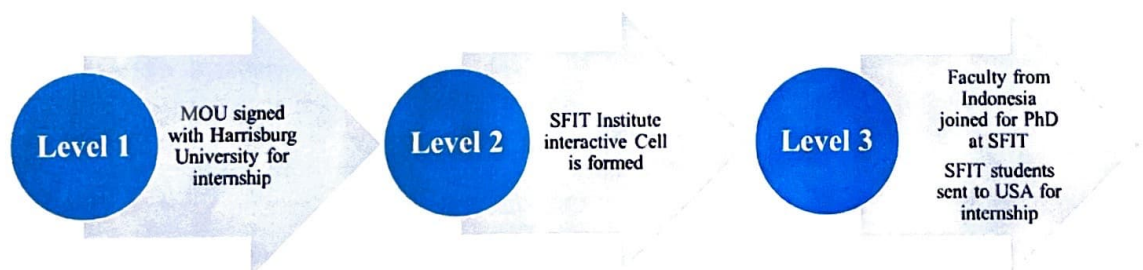 Level 1
MOU signed
with Harrisburg
University for
internship
Level 2
SFIT Institute
interactive Cell
is formed
Level 3
Faculty from
Indonesia
joined for PhD
at SFIT
SFIT students
sent to USA for
internship